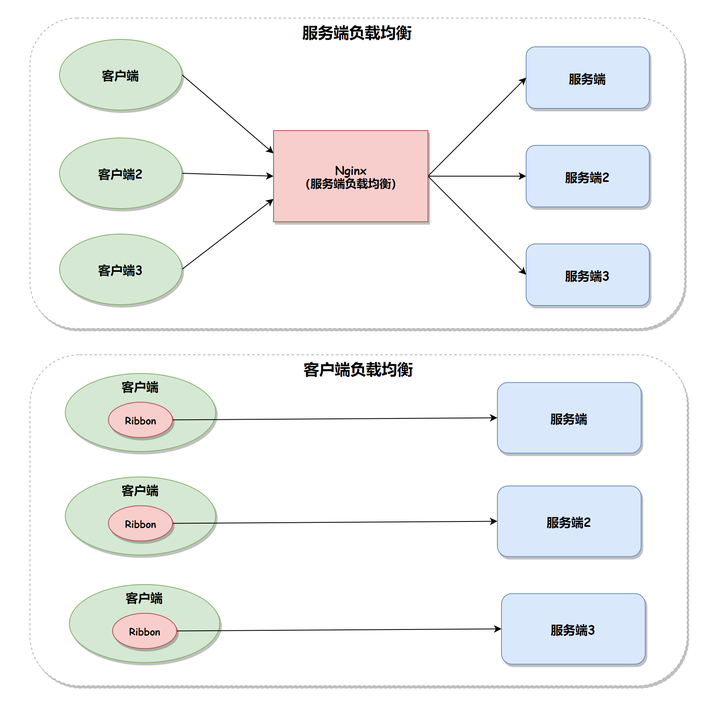 服务端负载均衡
客户端
客户端2
客户端3
Nginx
(服务端负载均衡)
服务端
服务端2
服务端3
客户端负载均衡
客户端
Ribbon
服务端
客户端
Ribbon
服务端2
客户端
Ribbon
服务端3